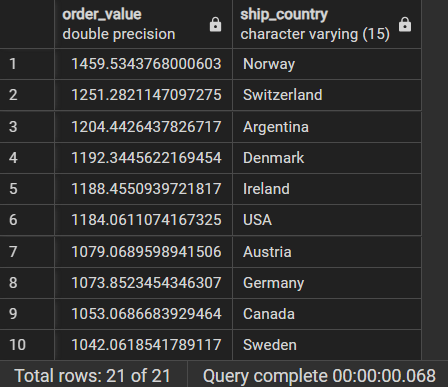 order_value ship_country
double precision character varying (15)
1 1459.5343768000603 Norway
2 1251.2821147097275 Switzerland
3 1204.4426437826717 Argentina
4 1192.3445622169454 Denmark
5 1188.4550939721817 Ireland
6 1184.0611074167325 USA
7 1079.0689598941506 Austria
8 1073.8523454346307 Germany
9 1053.0686683929464 Canada
10 1042.0618541789117 Sweden
Total rows: 21 of 21 Query complete 00:00:00.068